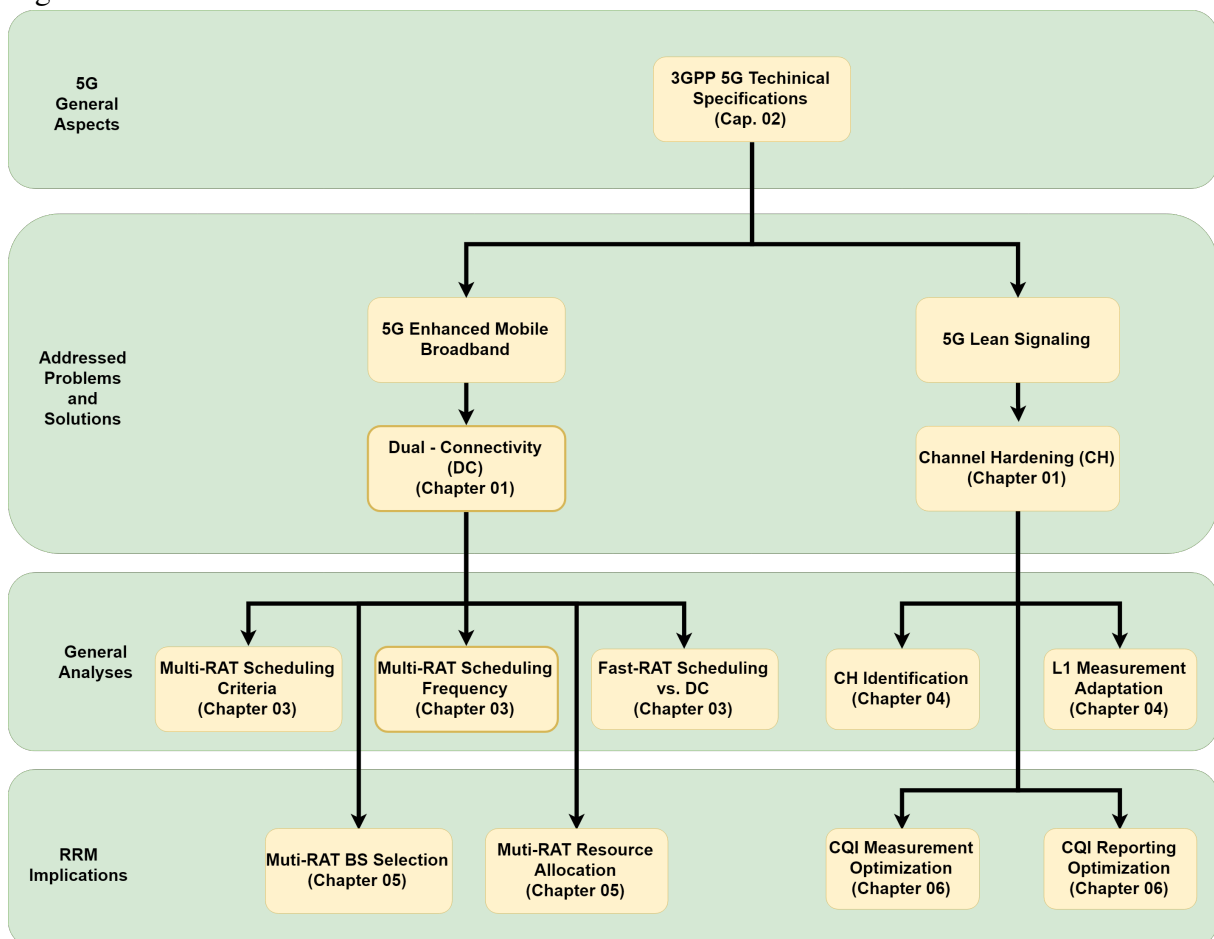 5G
General
Aspects
3GPP 5G Techinical
Specifications
(Cap. 02)
Addressed
Problems
and
Solutions
5G Enhanced Mobile
Broadband
5G Lean Signaling
Dual - Connectivity
(DC)
(Chapter 01)
Channel Hardening (CH)
(Chapter 01)
General
Analyses
Multi-RAT Scheduling
Criteria
(Chapter 03)
Multi-RAT Scheduling
Frequency
(Chapter 03)
Fast-RAT Scheduling
vs. DC
(Chapter 03)
CH Identification
(Chapter 04)
L1 Measurement
Adaptation
(Chapter 04)
RRM
Implications
Muti-RAT BS Selection
(Chapter 05)
Muti-RAT Resource
Allocation
(Chapter 05)
CQI Measurement
Optimization
(Chapter 06)
CQI Reporting
Optimization
(Chapter 06)